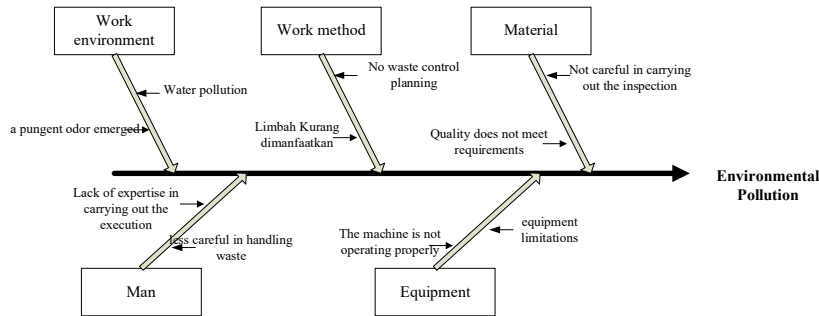 Work
environment
Work method
Material
Water pollution
a pungent odor emerged
No waste control
planning
Limbah Kurang
dimanfaatkan
Not careful in carrying
out the inspection
Quality does not meet
requirements
Environmental
Pollution
Lack of expertise in
carrying out the
execution
less careful in handling
waste
The machine is not
operating properly
equipment
limitations
Man
Equipment